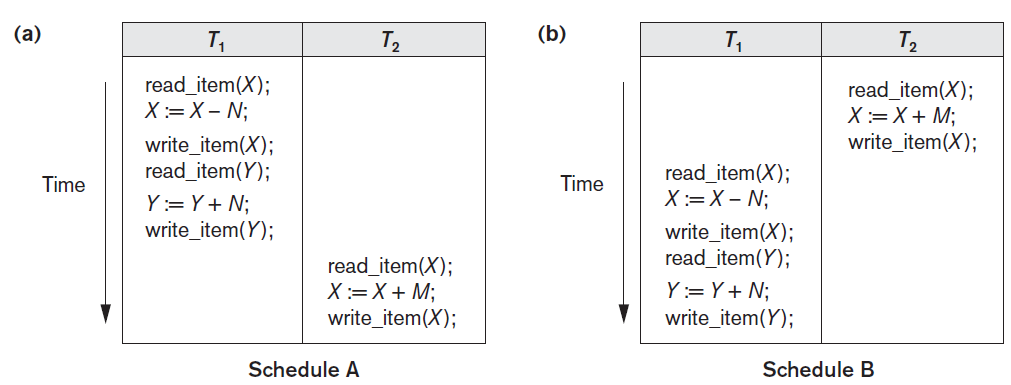 (a)
T₁ T₂
read_item(X);
X := X – N;
write_item(X);
read_item(Y);
Time
Y := Y + N;
write_item(Y);
read_item(X);
X := X + M;
write_item(X);
Schedule A
(b)
T₁ T₂
read_item(X);
X := X + M;
write_item(X);
read_item(X);
Time
X := X – N;
write_item(X);
read_item(Y);
Y := Y + N;
write_item(Y);
Schedule B